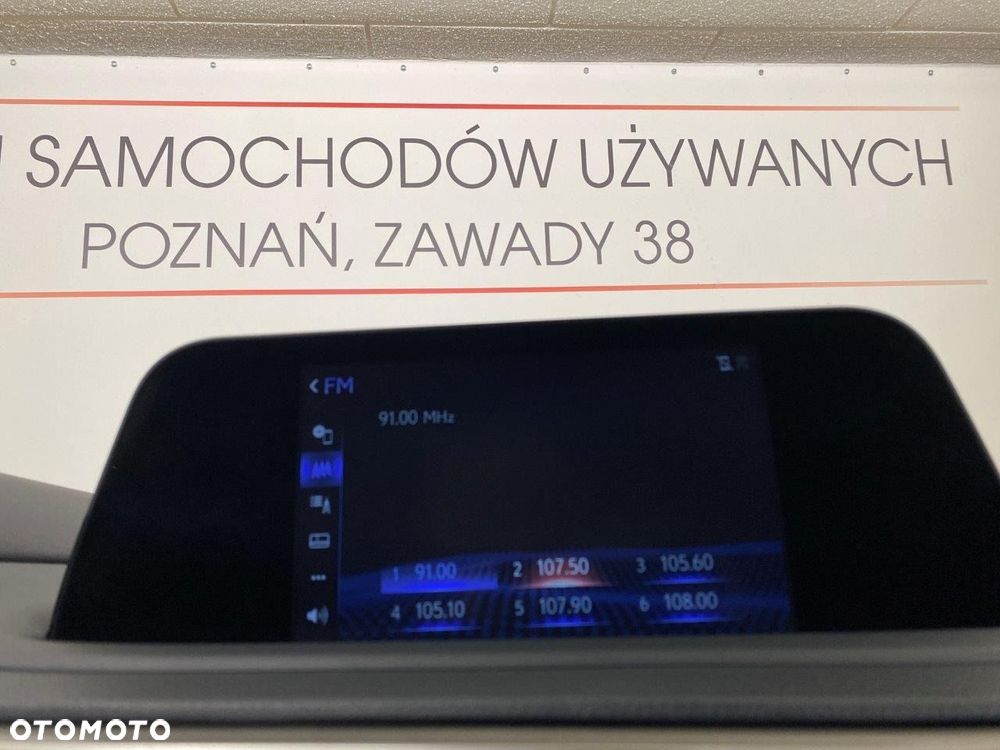 SAMOCHODÓW UŻYWANYCH
POZNAŃ, ZAWADY 38
< FM
91.00 MHz
1 91.00 2 107.50 3 105.60
4 105.10 5 107.90 6 108.00
OTOMOTO